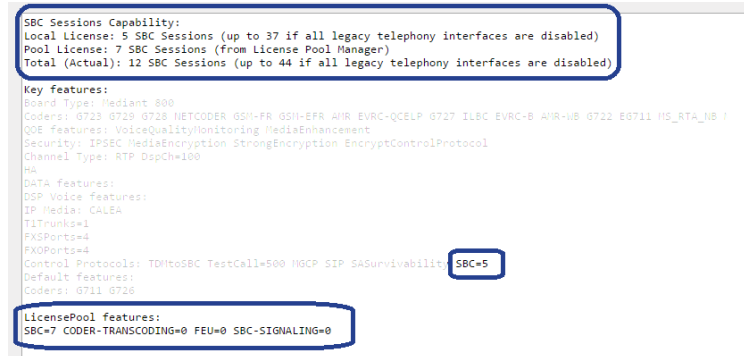 SBC Sessions Capability:
Local License: 5 SBC Sessions (up to 37 if all legacy telephony interfaces are disabled)
Pool License: 7 SBC Sessions (from License Pool Manager)
Total (Actual): 12 SBC Sessions (up to 44 if all legacy telephony interfaces are disabled)
Key features:
Board Type: Mediant 800
Coders: G723 G729 G728 NETCODER GSM-FR GSM-EFR AMR EVRC-QCELP G727 ILBC EVRC-B AMR-WB G722 EG711 MS_RTA_NB
QOE features: VoiceQualityMonitoring MediaEnhancement
Security: IPSEC MediaEncryption StrongEncryption EncryptControlProtocol
Channel Type: RTP DspCh=100
HA
DATA features:
DSP Voice features:
IP Media: CALEA
T1Trunks=1
FXSPorts=4
FXOPorts=4
Control Protocols: TDMtoSBC TestCall=500 MGCP SIP SASurvivability SBC=5
Default features:
Coders: G711 G726
LicensePool features:
SBC=7 CODER-TRANSCODING=0 FEU=0 SBC-SIGNALING=0